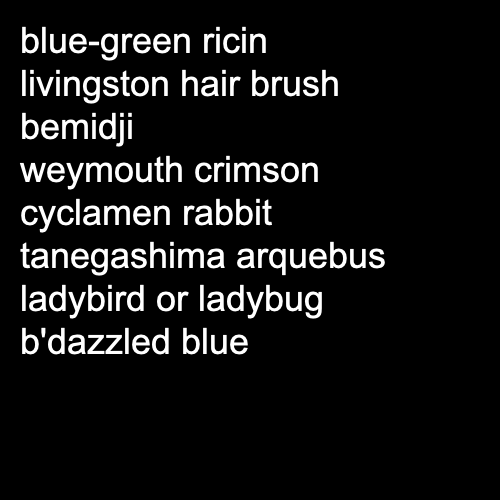 blue-green ricin
livingston hair brush
bemidji
weymouth crimson
cyclamen rabbit
tanegashima arquebus
ladybird or ladybug
b'dazzled blue